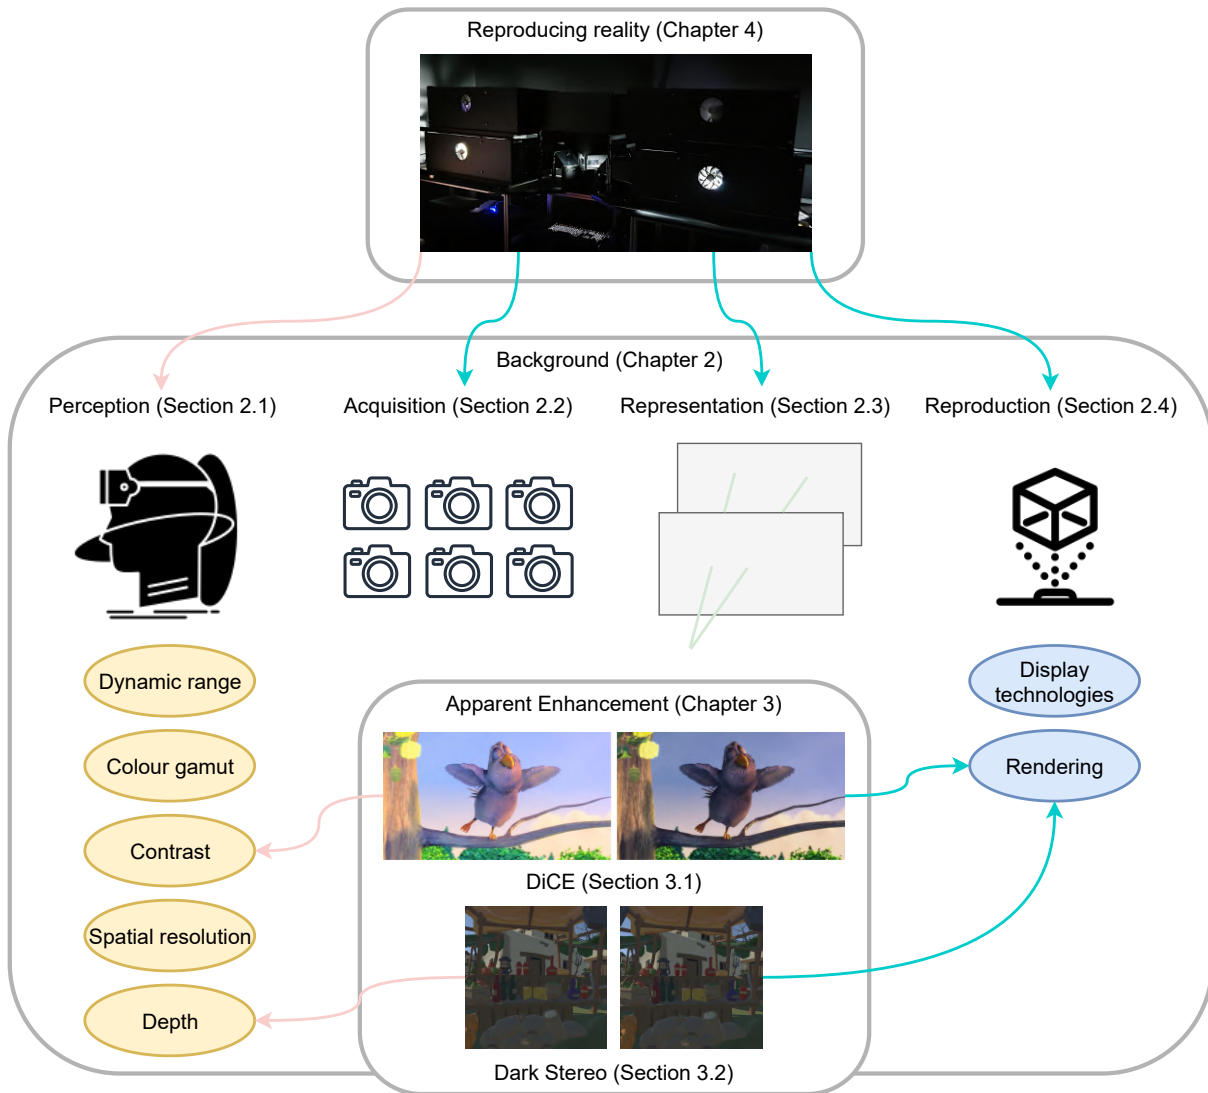 Reproducing reality (Chapter 4)
Background (Chapter 2)
Perception (Section 2.1)
Acquisition (Section 2.2)
Representation (Section 2.3)
Reproduction (Section 2.4)
Dynamic range
Colour gamut
Contrast
Spatial resolution
Depth
Apparent Enhancement (Chapter 3)
DiCE (Section 3.1)
Dark Stereo (Section 3.2)
Display
technologies
Rendering